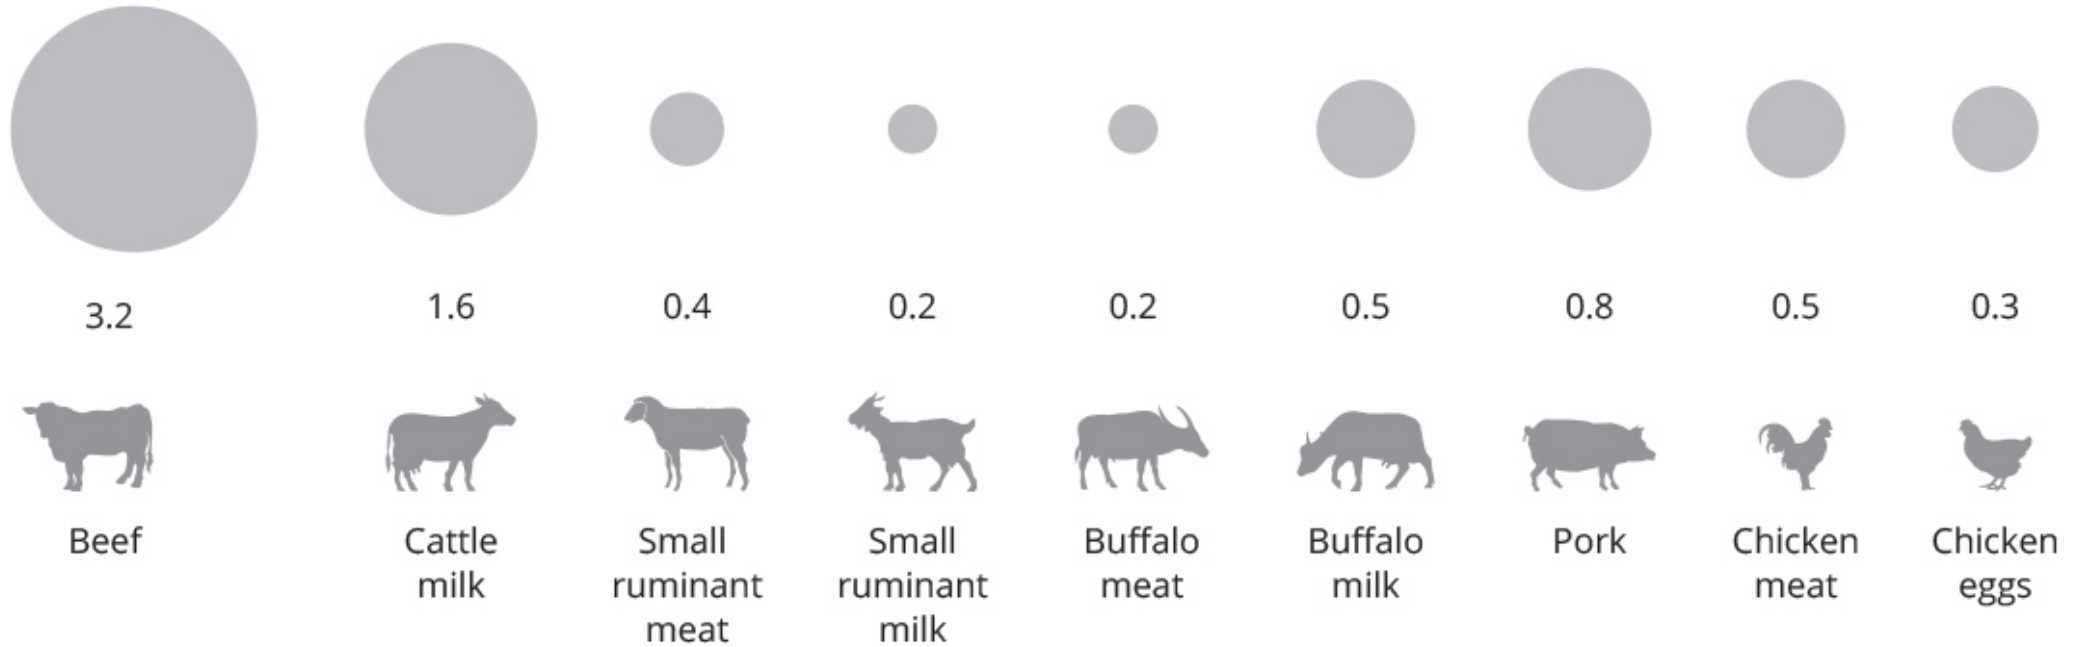 3.2
1.6
0.4
0.2
0.2
0.5
0.8
0.5
0.3
Beef
Cattle
milk
Small
ruminant
meat
Small
ruminant
milk
Buffalo
meat
Buffalo
milk
Pork
Chicken
meat
Chicken
eggs